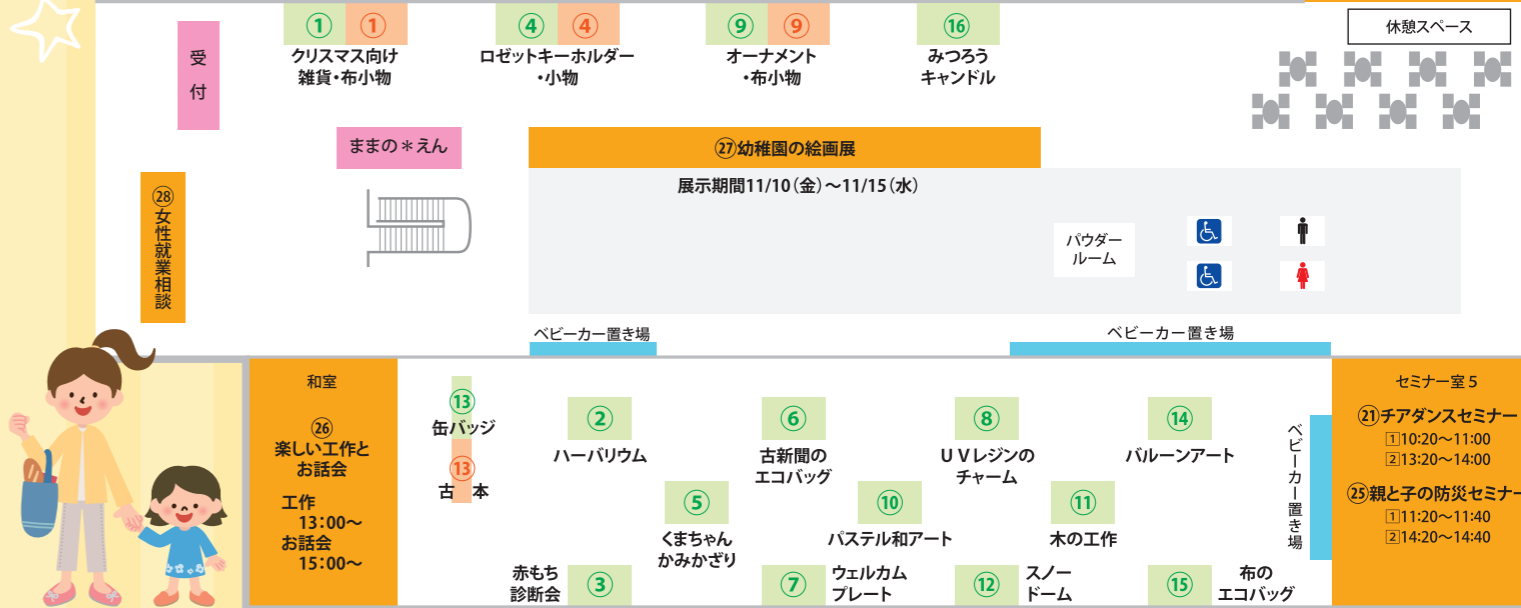 ① ①
クリスマス向け
雑貨・布小物
④ ④
ロゼットキーホルダー
・小物
⑨ ⑨
オーナメント
・布小物
⑯
みつろう
キャンドル
休憩スペース
受付
ままの＊えん
㉗幼稚園の絵画展
展示期間11/10（金）～11/15（水）
㉘女性就業相談
パウダー
ルーム
ベビーカー置き場
ベビーカー置き場
和室
㉖
楽しい工作と
お話会
工作
13：00～
お話会
15：00～
⑬
缶バッジ
⑬
古　本
②
ハーバリウム
⑥
古新聞の
エコバッグ
⑧
ＵＶレジンの
チャーム
⑭
バルーンアート
⑤
くまちゃん
かみかざり
⑩
パステル和アート
⑪
木の工作
赤もち
診断会
③
⑦
ウェルカム
プレート
⑫
スノー
ドーム
⑮
布の
エコバッグ
ベビーカー置き場
セミナー室５
㉑チアダンスセミナー
1 10：20～11：00
2 13：20～14：00
㉕親と子の防災セミナー
1 11：20～11：40
2 14：20～14：40